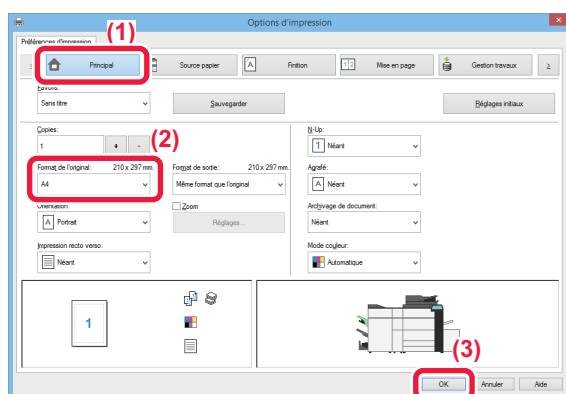 Options d'impression
Préférences d'impression
(1)
Principal
Source papier
Finition
Mise en page
Gestion travaux
Favoris:
Sans titre
Sauvegarder
Réglages initiaux
Copies:
1
+
-
(2)
N-Up:
1 Néant
Format de l'original: 210 x 297 mm.
A4
Format de sortie: 210 x 297 mm.
Même format que l'original
Agrafé:
A Néant
Orientation:
A Portrait
Zoom
Réglages...
Archivage de document:
Néant
Impression recto verso:
Néant
Mode couleur:
Automatique
1
(3)
OK
Annuler
Aide